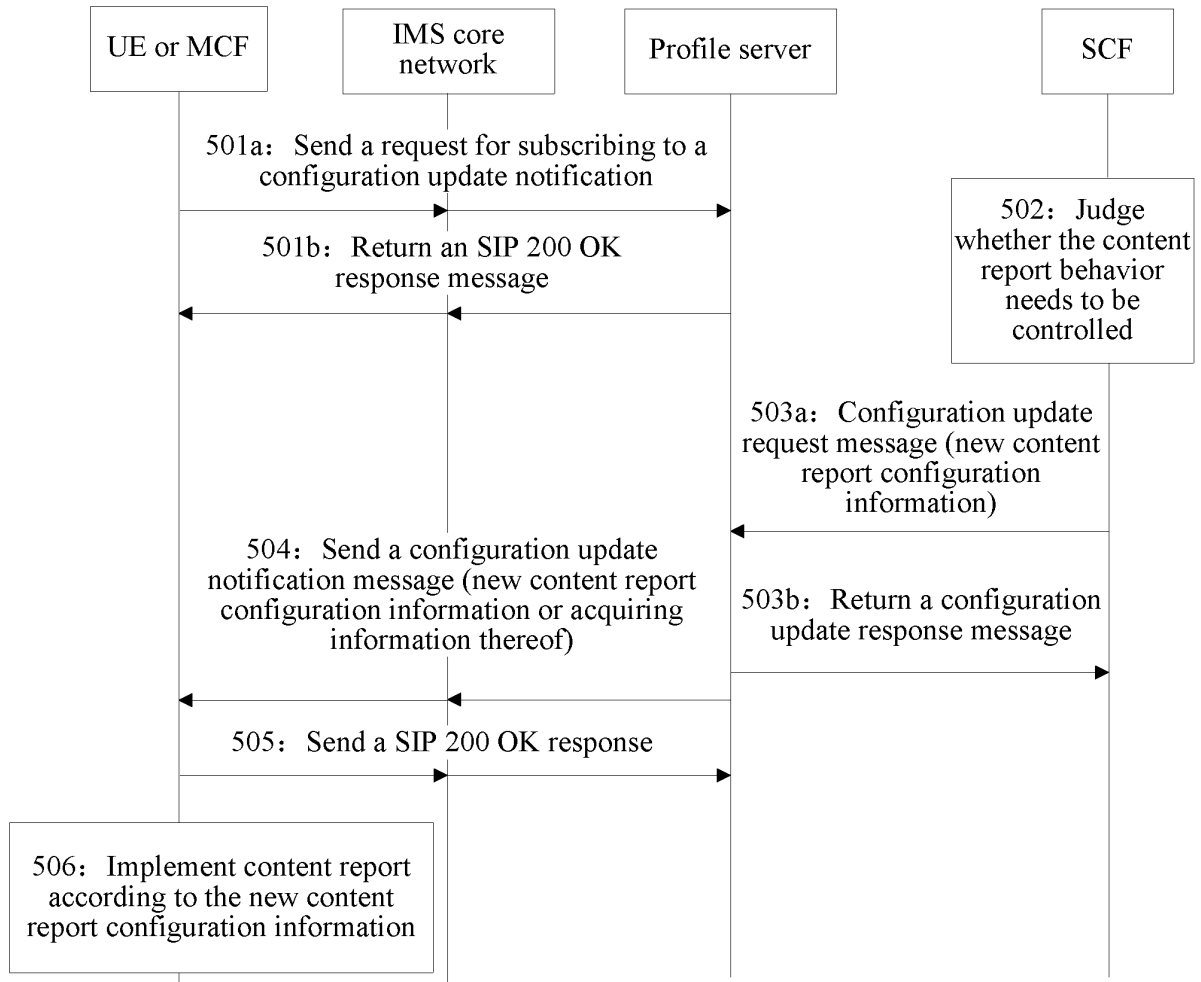 UE or MCF
IMS core
network
Profile server
SCF
501a：Send a request for subscribing to a
configuration update notification
501b：Return an SIP 200 OK
response message
502：Judge
whether the content
report behavior
needs to be
controlled
503a：Configuration update
request message (new content
report configuration
information)
504：Send a configuration update
notification message (new content report
configuration information or acquiring
information thereof)
503b：Return a configuration
update response message
505：Send a SIP 200 OK response
506：Implement content report
according to the new content
report configuration information